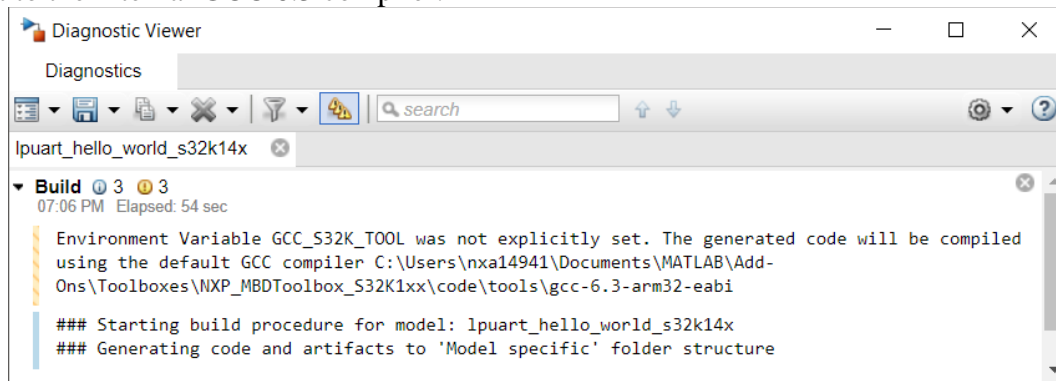 Diagnostic Viewer
Diagnostics
search
lpuart_hello_world_s32k14x
Build 3 3
07:06 PM Elapsed: 54 sec
Environment Variable GCC_S32K_TOOL was not explicitly set. The generated code will be compiled
using the default GCC compiler C:\Users\nxa14941\Documents\MATLAB\Add-
Ons\Toolboxes\NXP_MBDToolbox_S32K1xx\code\tools\gcc-6.3-arm32-eabi
### Starting build procedure for model: lpuart_hello_world_s32k14x
### Generating code and artifacts to 'Model specific' folder structure